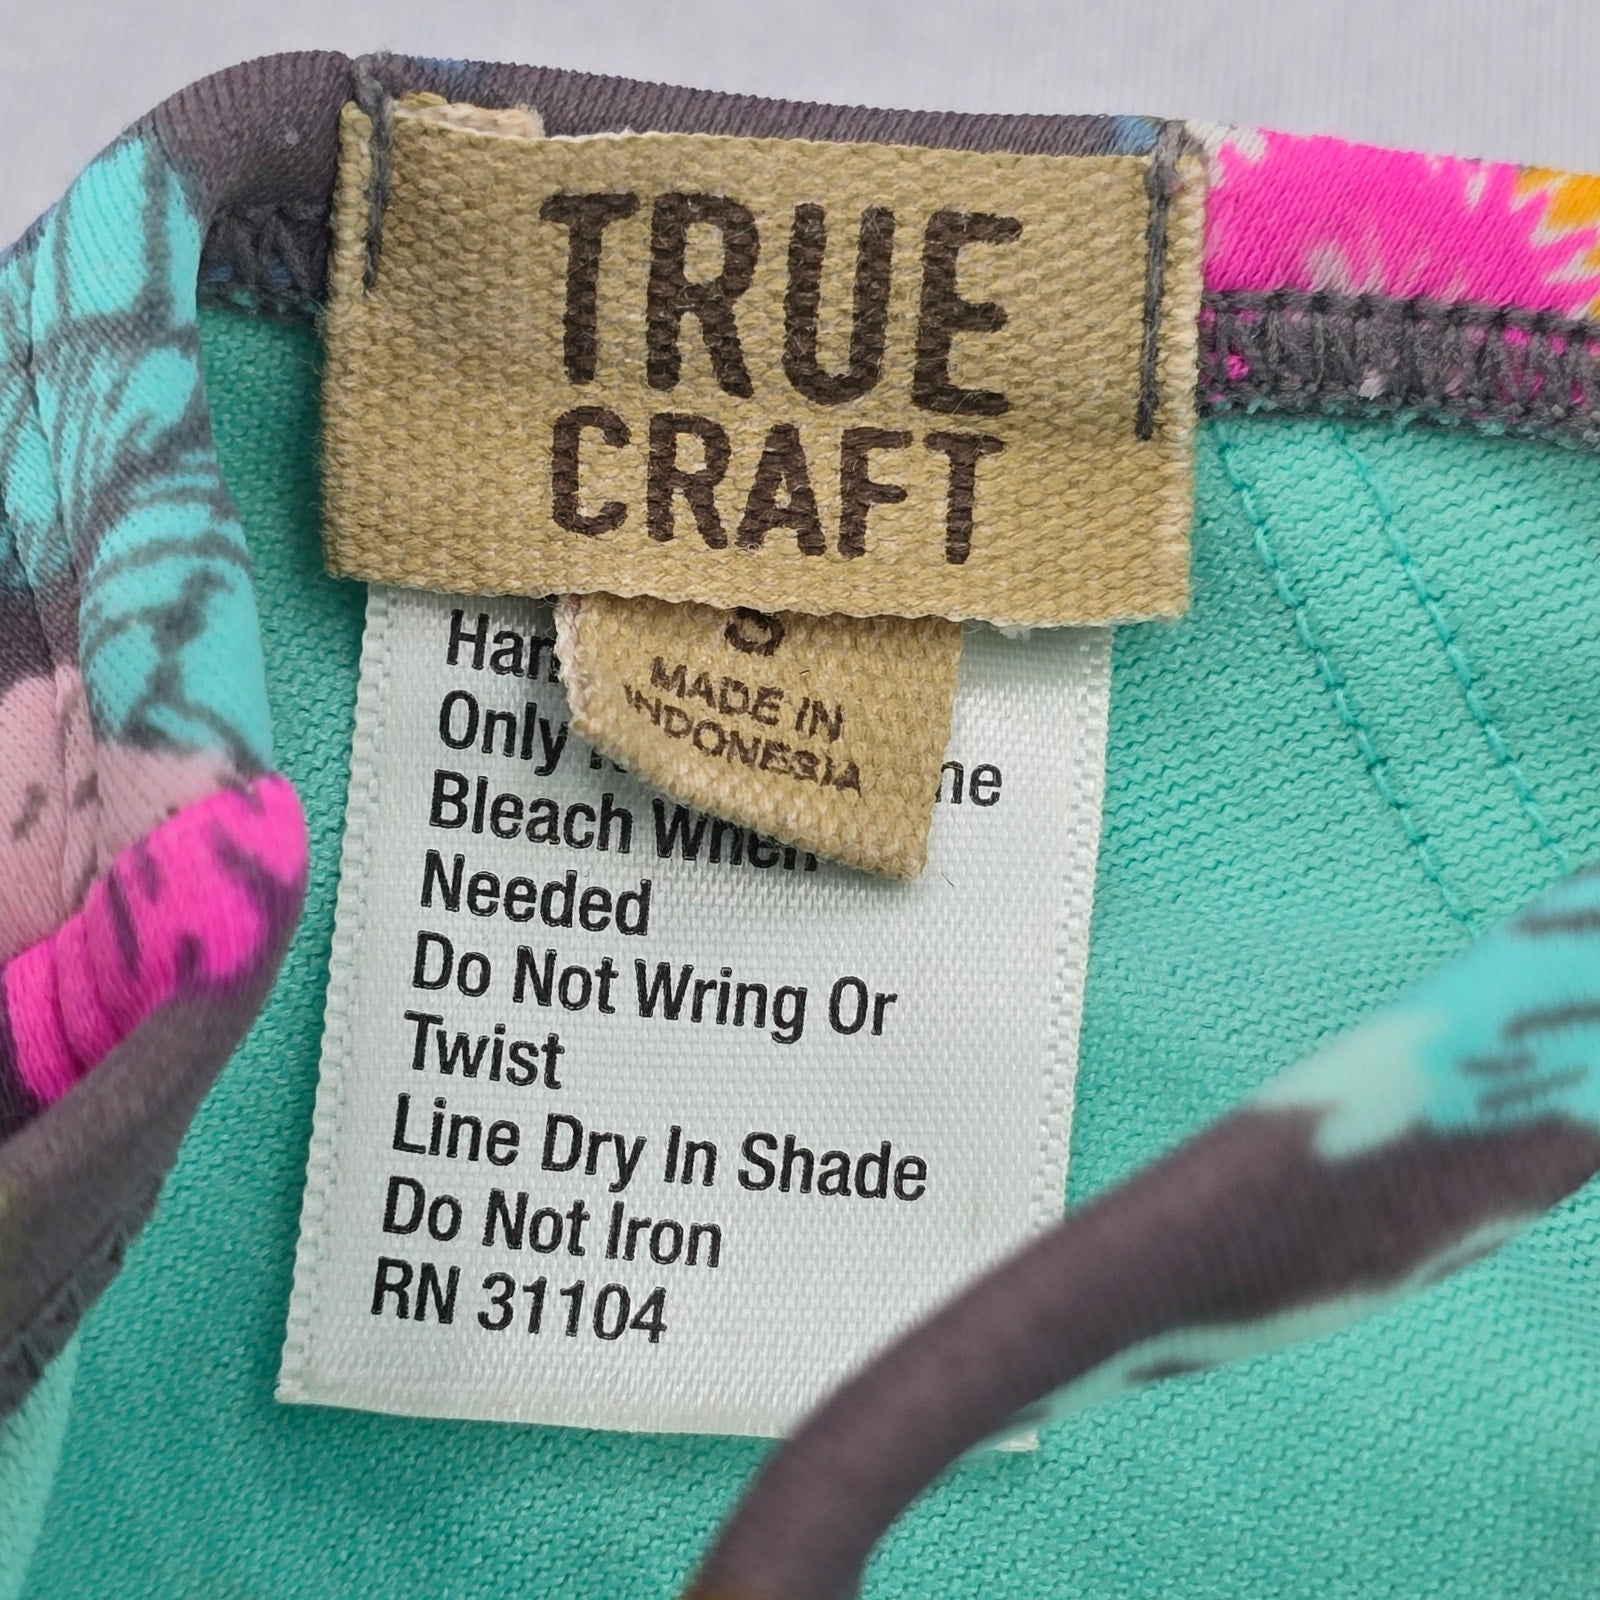 TRUE
CRAFT
S
MADE IN
INDONESIA
Only
Bleach When
Needed
Do Not Wring Or
Twist
Line Dry In Shade
Do Not Iron
RN 31104